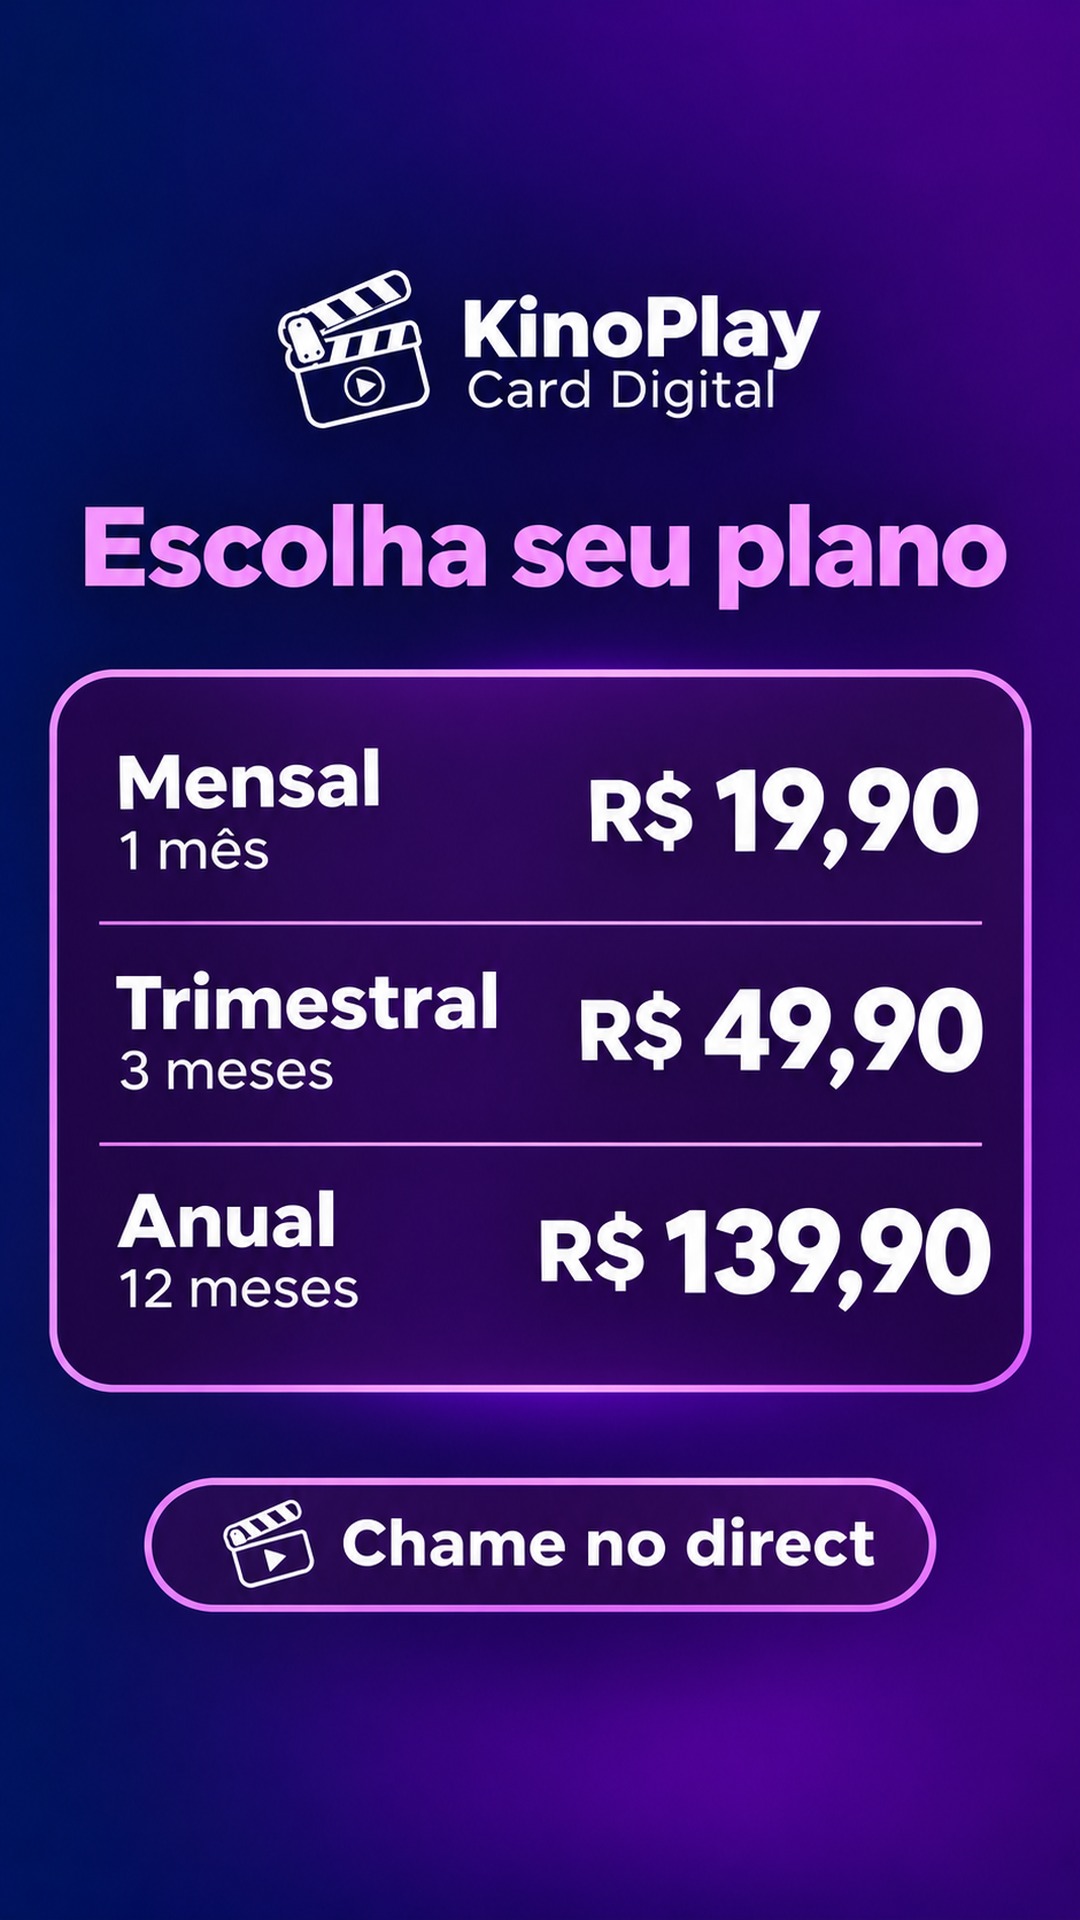 KinoPlay
Card Digital
Escolha seu plano
Mensal
1 mês
R$ 19,90
Trimestral
3 meses
R$ 49,90
Anual
12 meses
R$ 139,90
Chame no direct